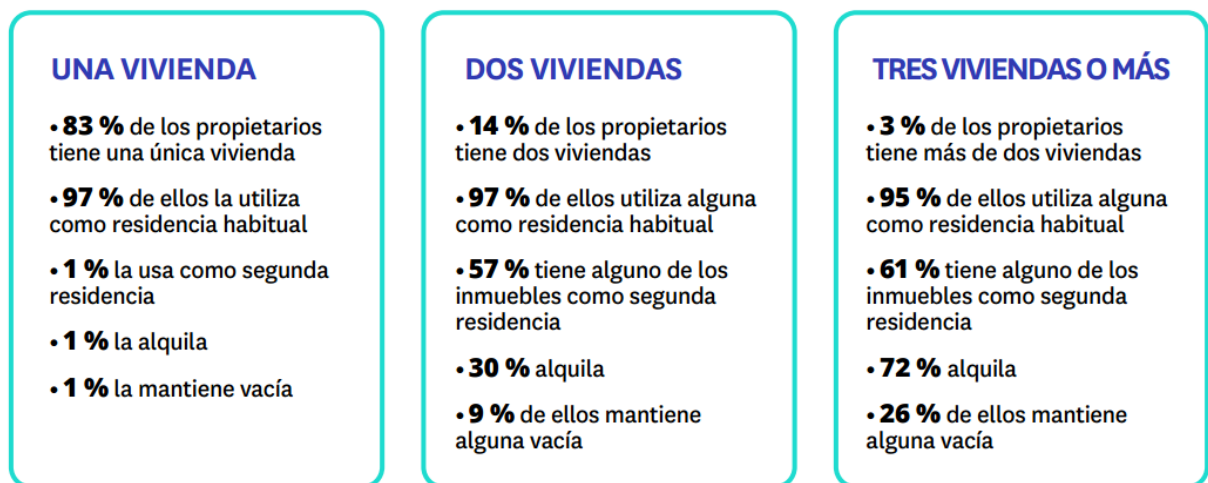 UNA VIVIENDA
• 83 % de los propietarios
tiene una única vivienda
• 97 % de ellos la utiliza
como residencia habitual
• 1 % la usa como segunda
residencia
• 1 % la alquila
• 1 % la mantiene vacía
DOS VIVIENDAS
• 14 % de los propietarios
tiene dos viviendas
• 97 % de ellos utiliza alguna
como residencia habitual
• 57 % tiene alguno de los
inmuebles como segunda
residencia
• 30 % alquila
• 9 % de ellos mantiene
alguna vacía
TRES VIVIENDAS O MÁS
• 3 % de los propietarios
tiene más de dos viviendas
• 95 % de ellos utiliza alguna
como residencia habitual
• 61 % tiene alguno de los
inmuebles como segunda
residencia
• 72 % alquila
• 26 % de ellos mantiene
alguna vacía